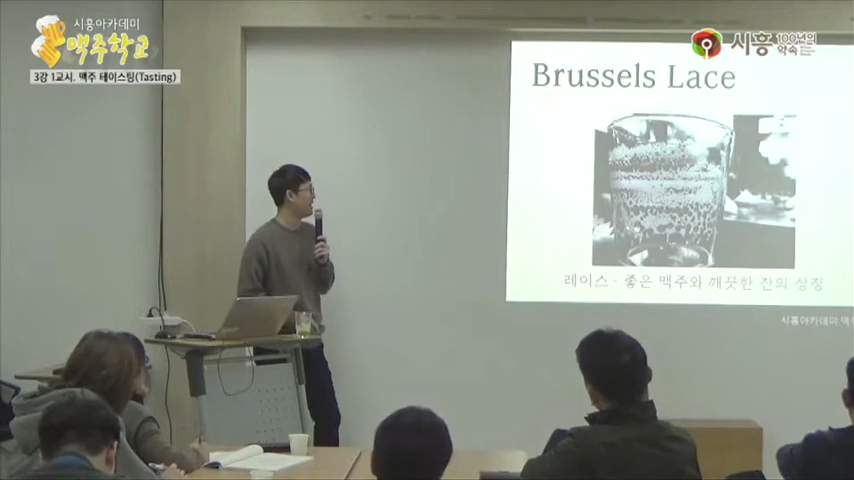 시흥아카데미
맥주학교
3강 1교시. 맥주 테이스팅(Tasting)
시흥 100년의 약속
Brussels Lace
레이스 - 좋은 맥주와 깨끗한 잔의 상징
시흥아카데미 맥주